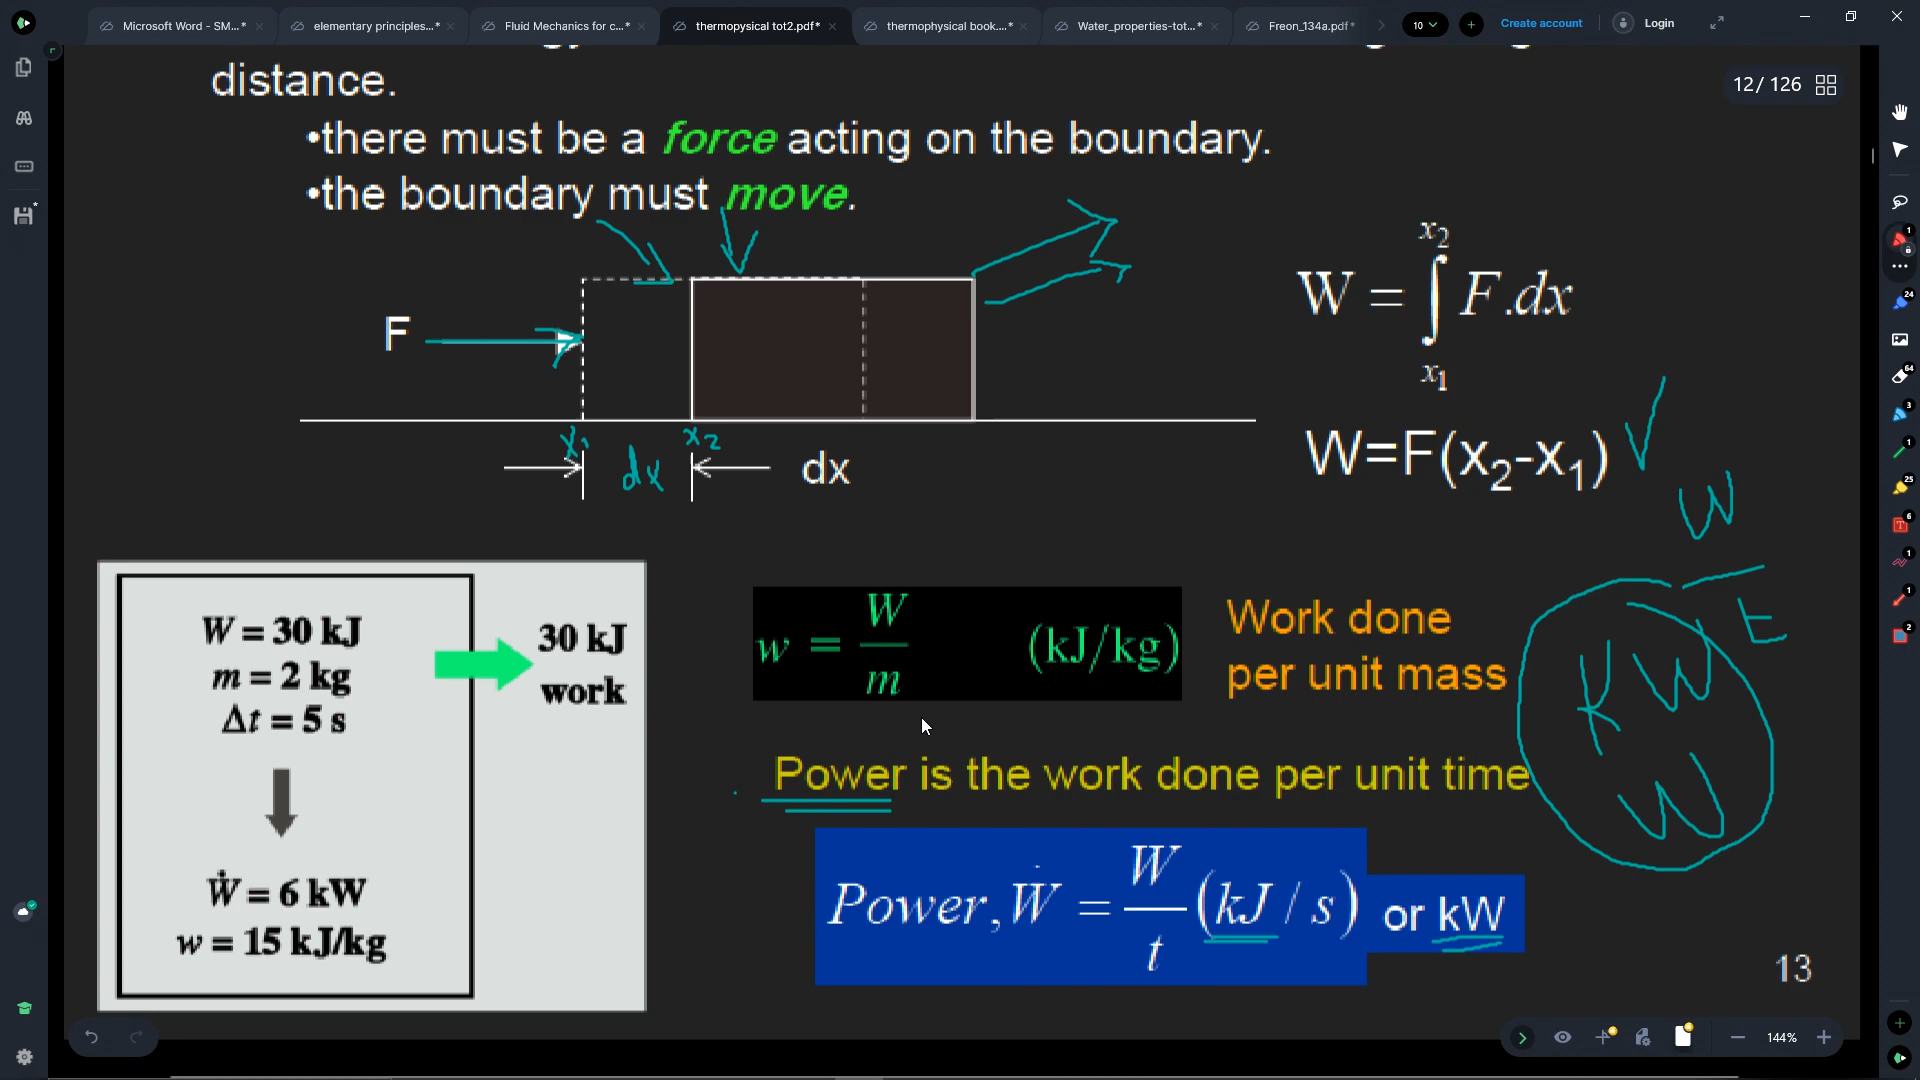 Microsoft Word - SM...*
elementary principles...*
Fluid Mechanics for c...*
thermopysical tot2.pdf*
thermophysical book....*
Water_properties-tot...*
Freon_134a.pdf*
10
Create account
Login
12/ 126
distance.
•there must be a force acting on the boundary.
•the boundary must move.
F
x1 dx x2
dx
W = ∫ F.dx
x2
x1
W=F(x2-x1)
W
t
KW
W
W = 30 kJ
m = 2 kg
Δt = 5 s
30 kJ
work
Ẇ = 6 kW
w = 15 kJ/kg
w = W/m (kJ/kg)
Work done
per unit mass
Power is the work done per unit time
Power, Ẇ = W/t (kJ / s) or kW
13
144%